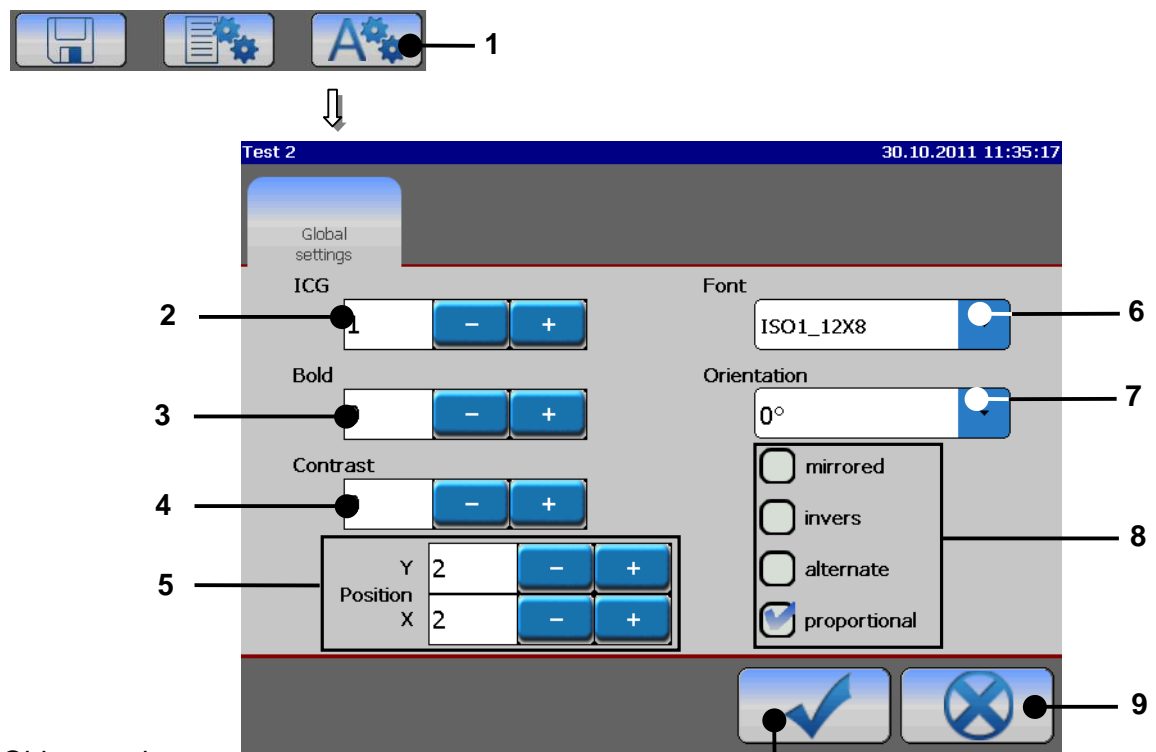 A
1
Test 2 30.10.2011 11:35:17
Global
settings
ICG
Font
2
1 - +
ISO1_12X8
6
Bold
Orientation
3
- +
0°
7
Contrast
mirrored
4
- +
invers
8
5
Y 2 - +
alternate
Position
X 2 - +
proportional
9